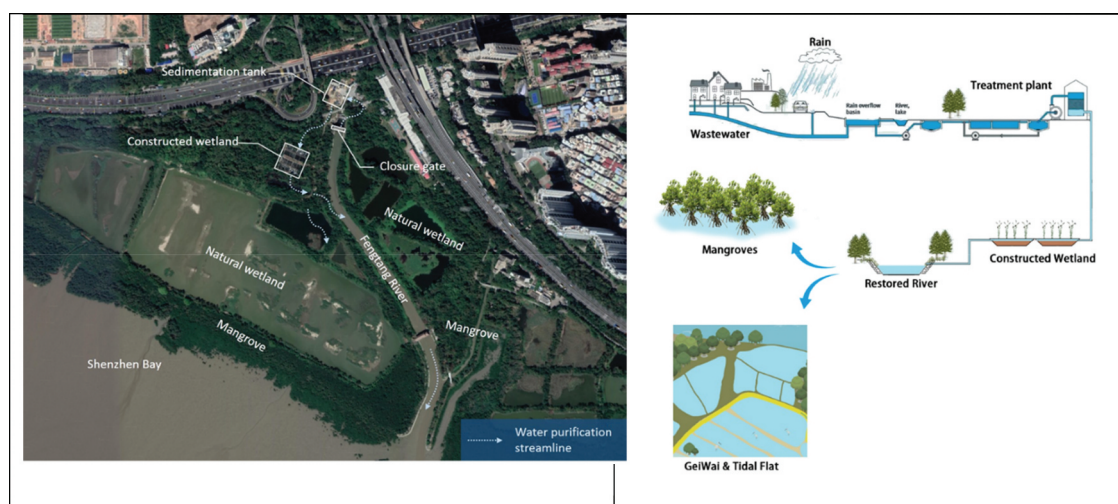 Sedimentation tank
Constructed wetland
Closure gate
Natural wetland
Fengtang River
Natural wetland
Mangrove
Mangrove
Shenzhen Bay
Water purification
streamline
Rain
Treatment plant
Rain overflow
basin
River,
lake
Wastewater
Mangroves
Constructed Wetland
Restored River
GeiWai & Tidal Flat